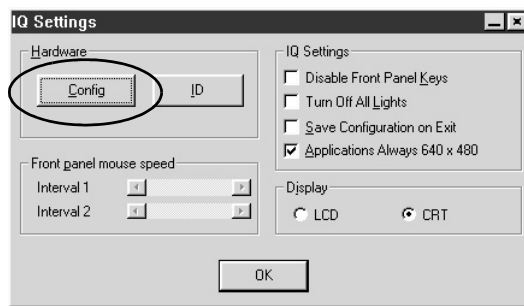 IQ Settings
Hardware
Config
ID
Front panel mouse speed
Interval 1
Interval 2
IQ Settings
Disable Front Panel Keys
Turn Off All Lights
Save Configuration on Exit
Applications Always 640 x 480
Display
LCD
CRT
OK